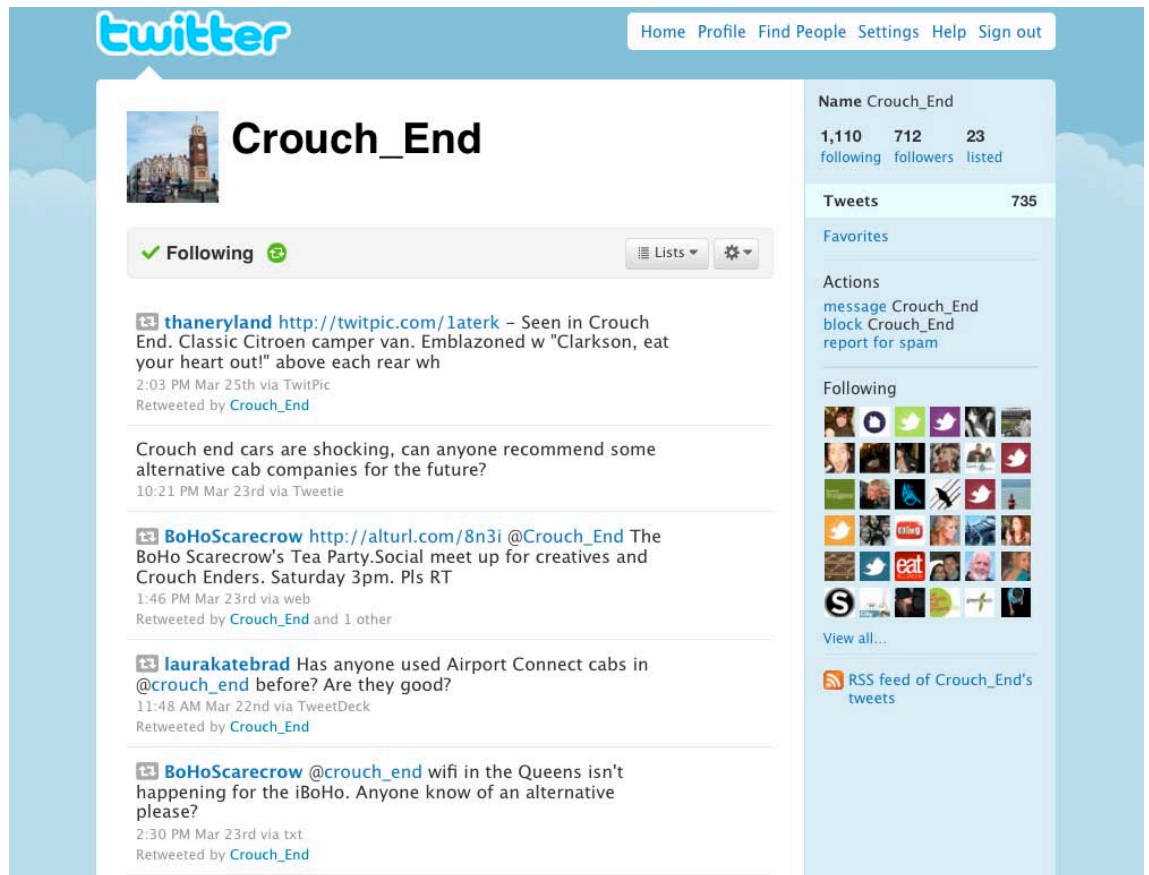 twitter
Home Profile Find People Settings Help Sign out
Crouch_End
Following
Lists
thaneryland http://twitpic.com/1aterk – Seen in Crouch
End. Classic Citroen camper van. Emblazoned w "Clarkson, eat
your heart out!" above each rear wh
2:03 PM Mar 25th via TwitPic
Retweeted by Crouch_End
Crouch end cars are shocking, can anyone recommend some
alternative cab companies for the future?
10:21 PM Mar 23rd via Tweetie
BoHoScarecrow http://alturl.com/8n3i @Crouch_End The
BoHo Scarecrow's Tea Party.Social meet up for creatives and
Crouch Enders. Saturday 3pm. Pls RT
1:46 PM Mar 23rd via web
Retweeted by Crouch_End and 1 other
laurakatebrad Has anyone used Airport Connect cabs in
@crouch_end before? Are they good?
11:48 AM Mar 22nd via TweetDeck
Retweeted by Crouch_End
BoHoScarecrow @crouch_end wifi in the Queens isn't
happening for the iBoHo. Anyone know of an alternative
please?
2:30 PM Mar 23rd via txt
Retweeted by Crouch_End
Name Crouch_End
1,110 712 23
following followers listed
Tweets 735
Favorites
Actions
message Crouch_End
block Crouch_End
report for spam
Following
eat
S
View all...
RSS feed of Crouch_End's
tweets